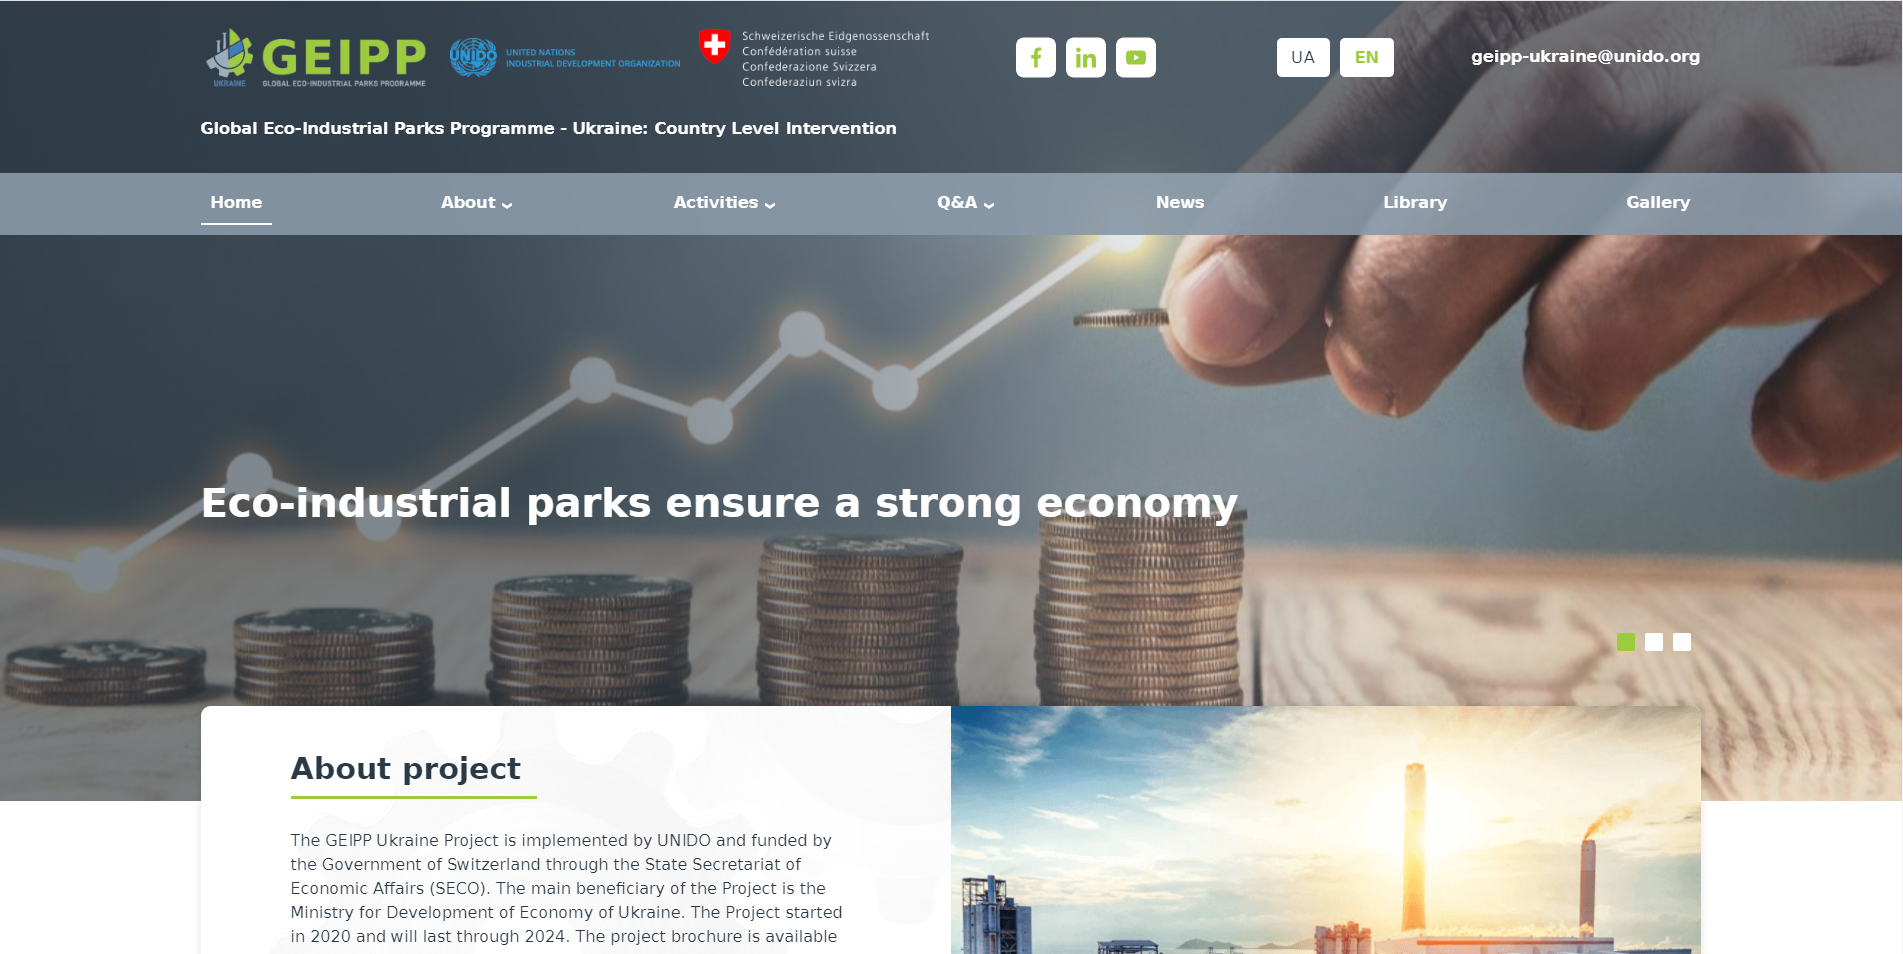 GEIPP
UKRAINE
GLOBAL ECO-INDUSTRIAL PARKS PROGRAMME
UNIDO
UNITED NATIONS
INDUSTRIAL DEVELOPMENT ORGANIZATION
Schweizerische Eidgenossenschaft
Confédération suisse
Confederazione Svizzera
Confederaziun svizra
UA
EN
geipp-ukraine@unido.org
Global Eco-Industrial Parks Programme - Ukraine: Country Level Intervention
Home
About
Activities
Q&A
News
Library
Gallery
Eco-industrial parks ensure a strong economy
About project
The GEIPP Ukraine Project is implemented by UNIDO and funded by
the Government of Switzerland through the State Secretariat of
Economic Affairs (SECO). The main beneficiary of the Project is the
Ministry for Development of Economy of Ukraine. The Project started
in 2020 and will last through 2024. The project brochure is available